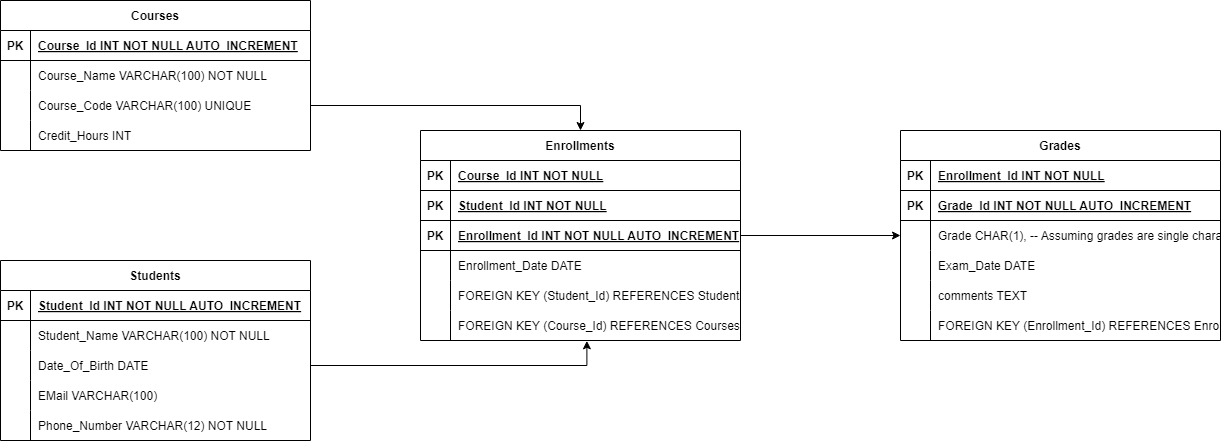 Courses
PK Course_Id INT NOT NULL AUTO_INCREMENT
Course_Name VARCHAR(100) NOT NULL
Course_Code VARCHAR(100) UNIQUE
Credit_Hours INT
Enrollments
PK Course_Id INT NOT NULL
PK Student_Id INT NOT NULL
PK Enrollment_Id INT NOT NULL AUTO_INCREMENT
Enrollment_Date DATE
FOREIGN KEY (Student_Id) REFERENCES Student
FOREIGN KEY (Course_Id) REFERENCES Courses
Grades
PK Enrollment_Id INT NOT NULL
PK Grade_Id INT NOT NULL AUTO_INCREMENT
Grade CHAR(1), -- Assuming grades are single chara
Exam_Date DATE
comments TEXT
FOREIGN KEY (Enrollment_Id) REFERENCES Enro
Students
PK Student_Id INT NOT NULL AUTO_INCREMENT
Student_Name VARCHAR(100) NOT NULL
Date_Of_Birth DATE
EMail VARCHAR(100)
Phone_Number VARCHAR(12) NOT NULL